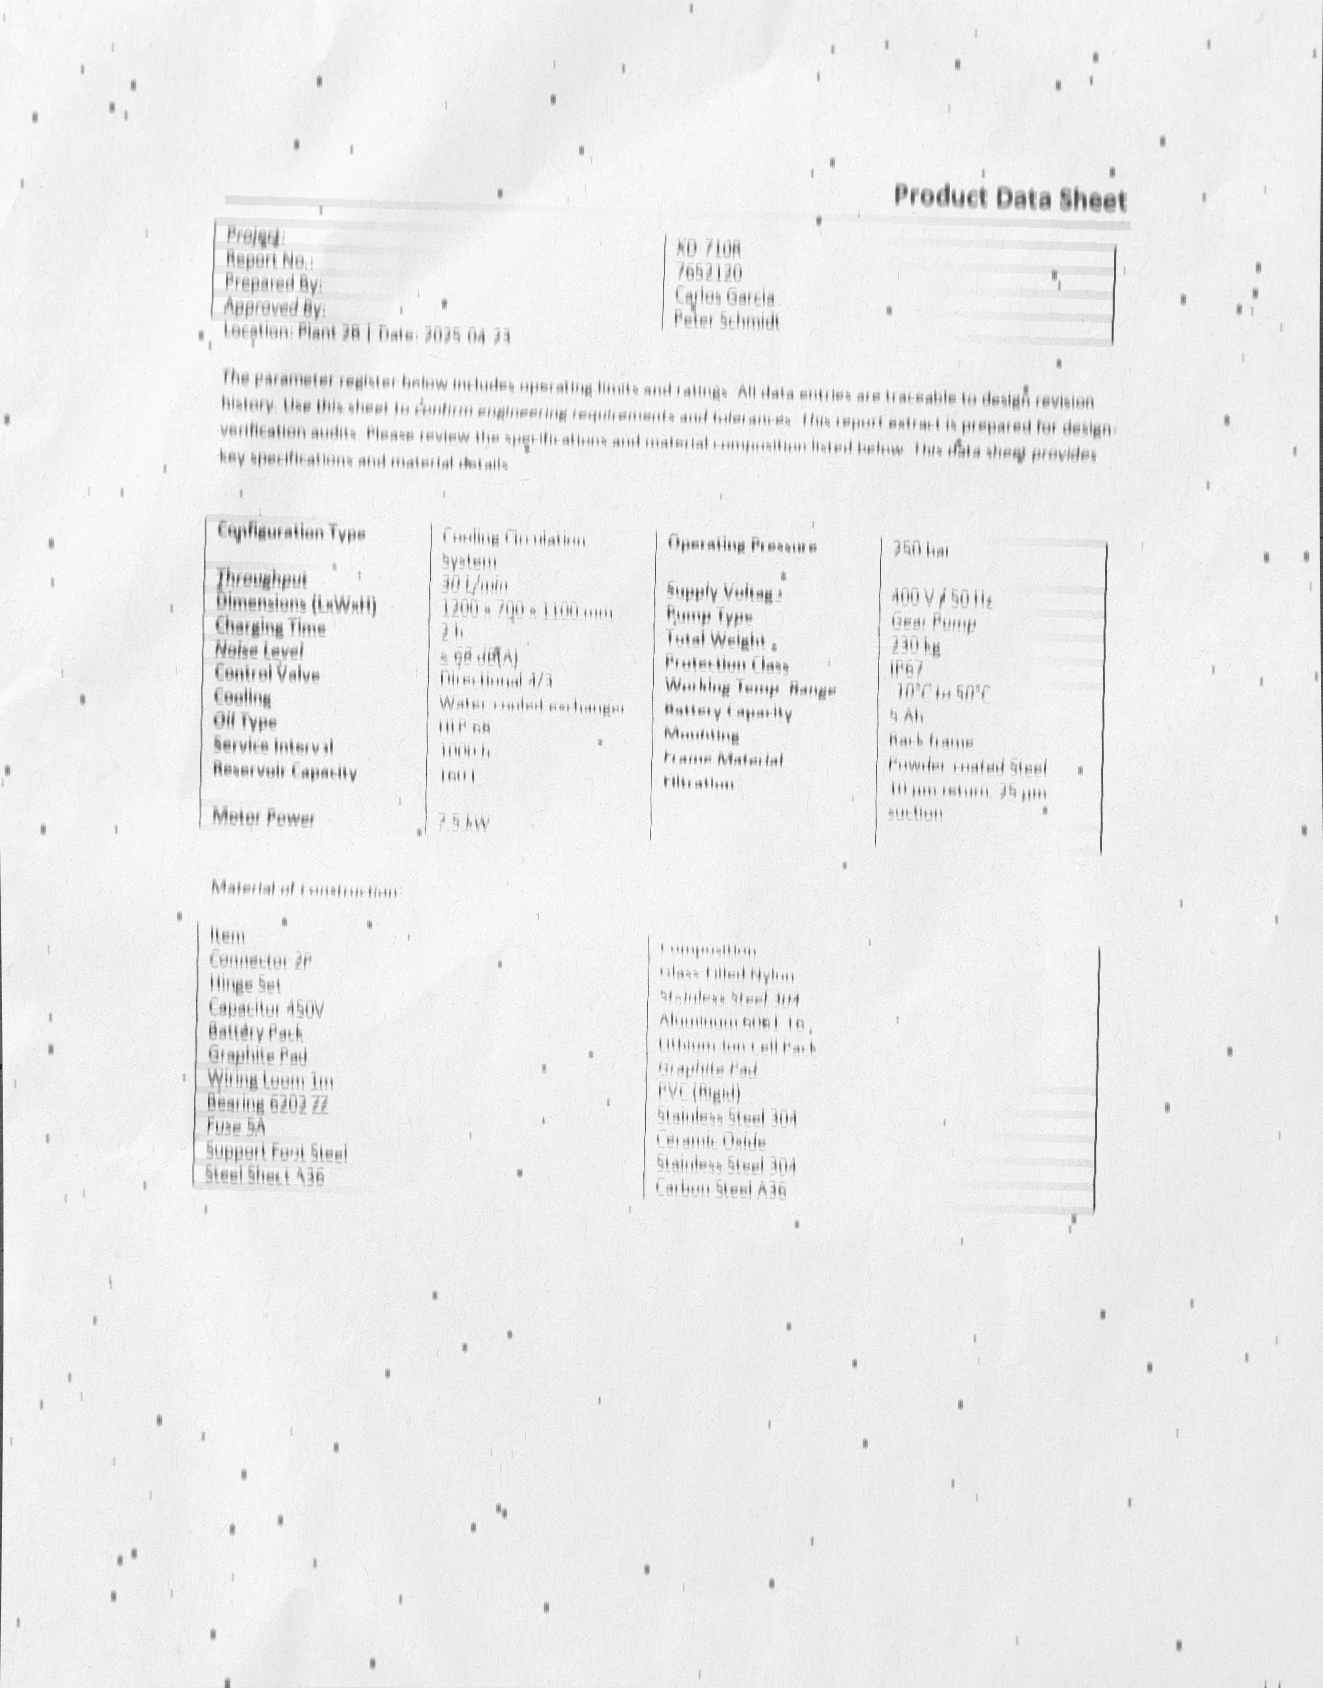 Product Data Sheet
Project:
Report No.: 7652120
Prepared By: Carlos Garcia
Approved By: Peter Schmidt
Location: Plant 2B | Date: 2025-04-23
The parameter register below includes operating limits and ratings. All data entries are traceable to design revision
history. Use this sheet to confirm engineering requirements and tolerances. This report extract is prepared for design
verification audits. Please review the specifications and material composition listed below. This data sheet provides
key specifications and material details.
Configuration Type Cooling Circulation System Operating Pressure 250 bar
Throughput 30 L/min Supply Voltage 400 V / 50 Hz
Dimensions (LxWxH) 1200 x 700 x 1100 mm Pump Type Gear Pump
Charging Time 2 h Total Weight 230 kg
Noise Level ≤ 68 dB(A) Protection Class IP67
Control Valve Directional 4/3 Working Temp. Range -10°C to 50°C
Cooling Water-cooled exchanger Battery Capacity 5 Ah
Oil Type HLP 68 Mounting Rack frame
Service Interval 1000 h Frame Material Powder-coated Steel
Reservoir Capacity 160 L Filtration 10 µm return, 25 µm suction
Motor Power 7.5 kW
Material of construction
Item Composition
Connector 2P Glass Filled Nylon
Hinge Set Stainless Steel 304
Capacitor 450V Aluminum 6061-T6
Battery Pack Lithium-Ion Cell Pack
Graphite Pad Graphite Pad
Wiring Loom 1m PVC (Rigid)
Bearing 6202 ZZ Stainless Steel 304
Fuse 5A Ceramic Oxide
Support Foot Steel Stainless Steel 304
Steel Sheet A36 Carbon Steel A36